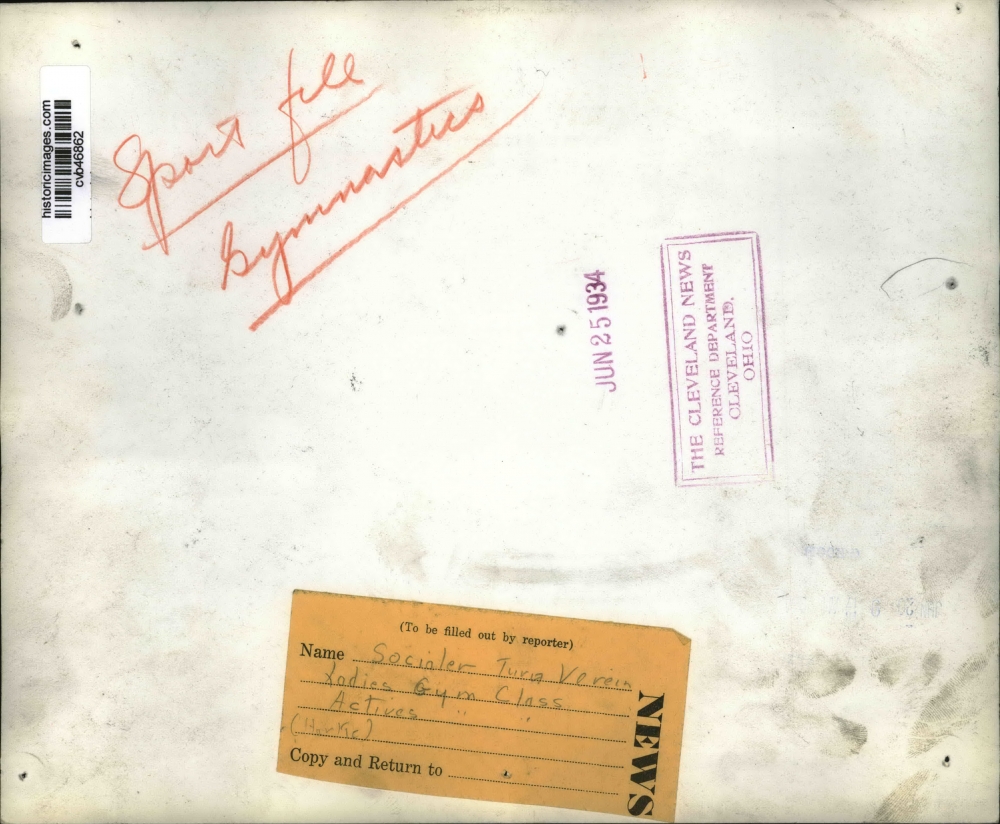 historicimages.com
cvb46862
Sport file
Gymnastics
JUN 25 1934
THE CLEVELAND NEWS
REFERENCE DEPARTMENT
CLEVELAND,
OHIO
(To be filled out by reporter)
Name Socialer Turn Verein
Ladies Gym Class
Actives " "
Copy and Return to
NEWS